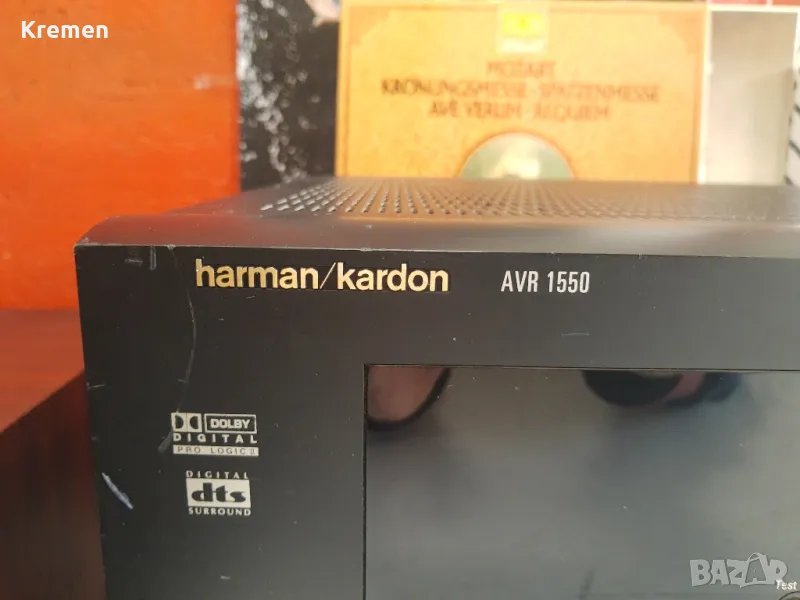 Kremen
MOZART
KRÖNUNGSMESSE · SPATZENMESSE
AVE VERUM · REQUIEM
harman/kardon AVR 1550
DOLBY
DIGITAL
PRO LOGIC II
DIGITAL
dts
SURROUND
BAZAR
Test